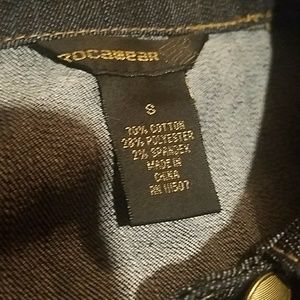 rocawear
S
70% COTTON
28% POLYESTER
2% SPANDEX
MADE IN
CHINA
RN 111507